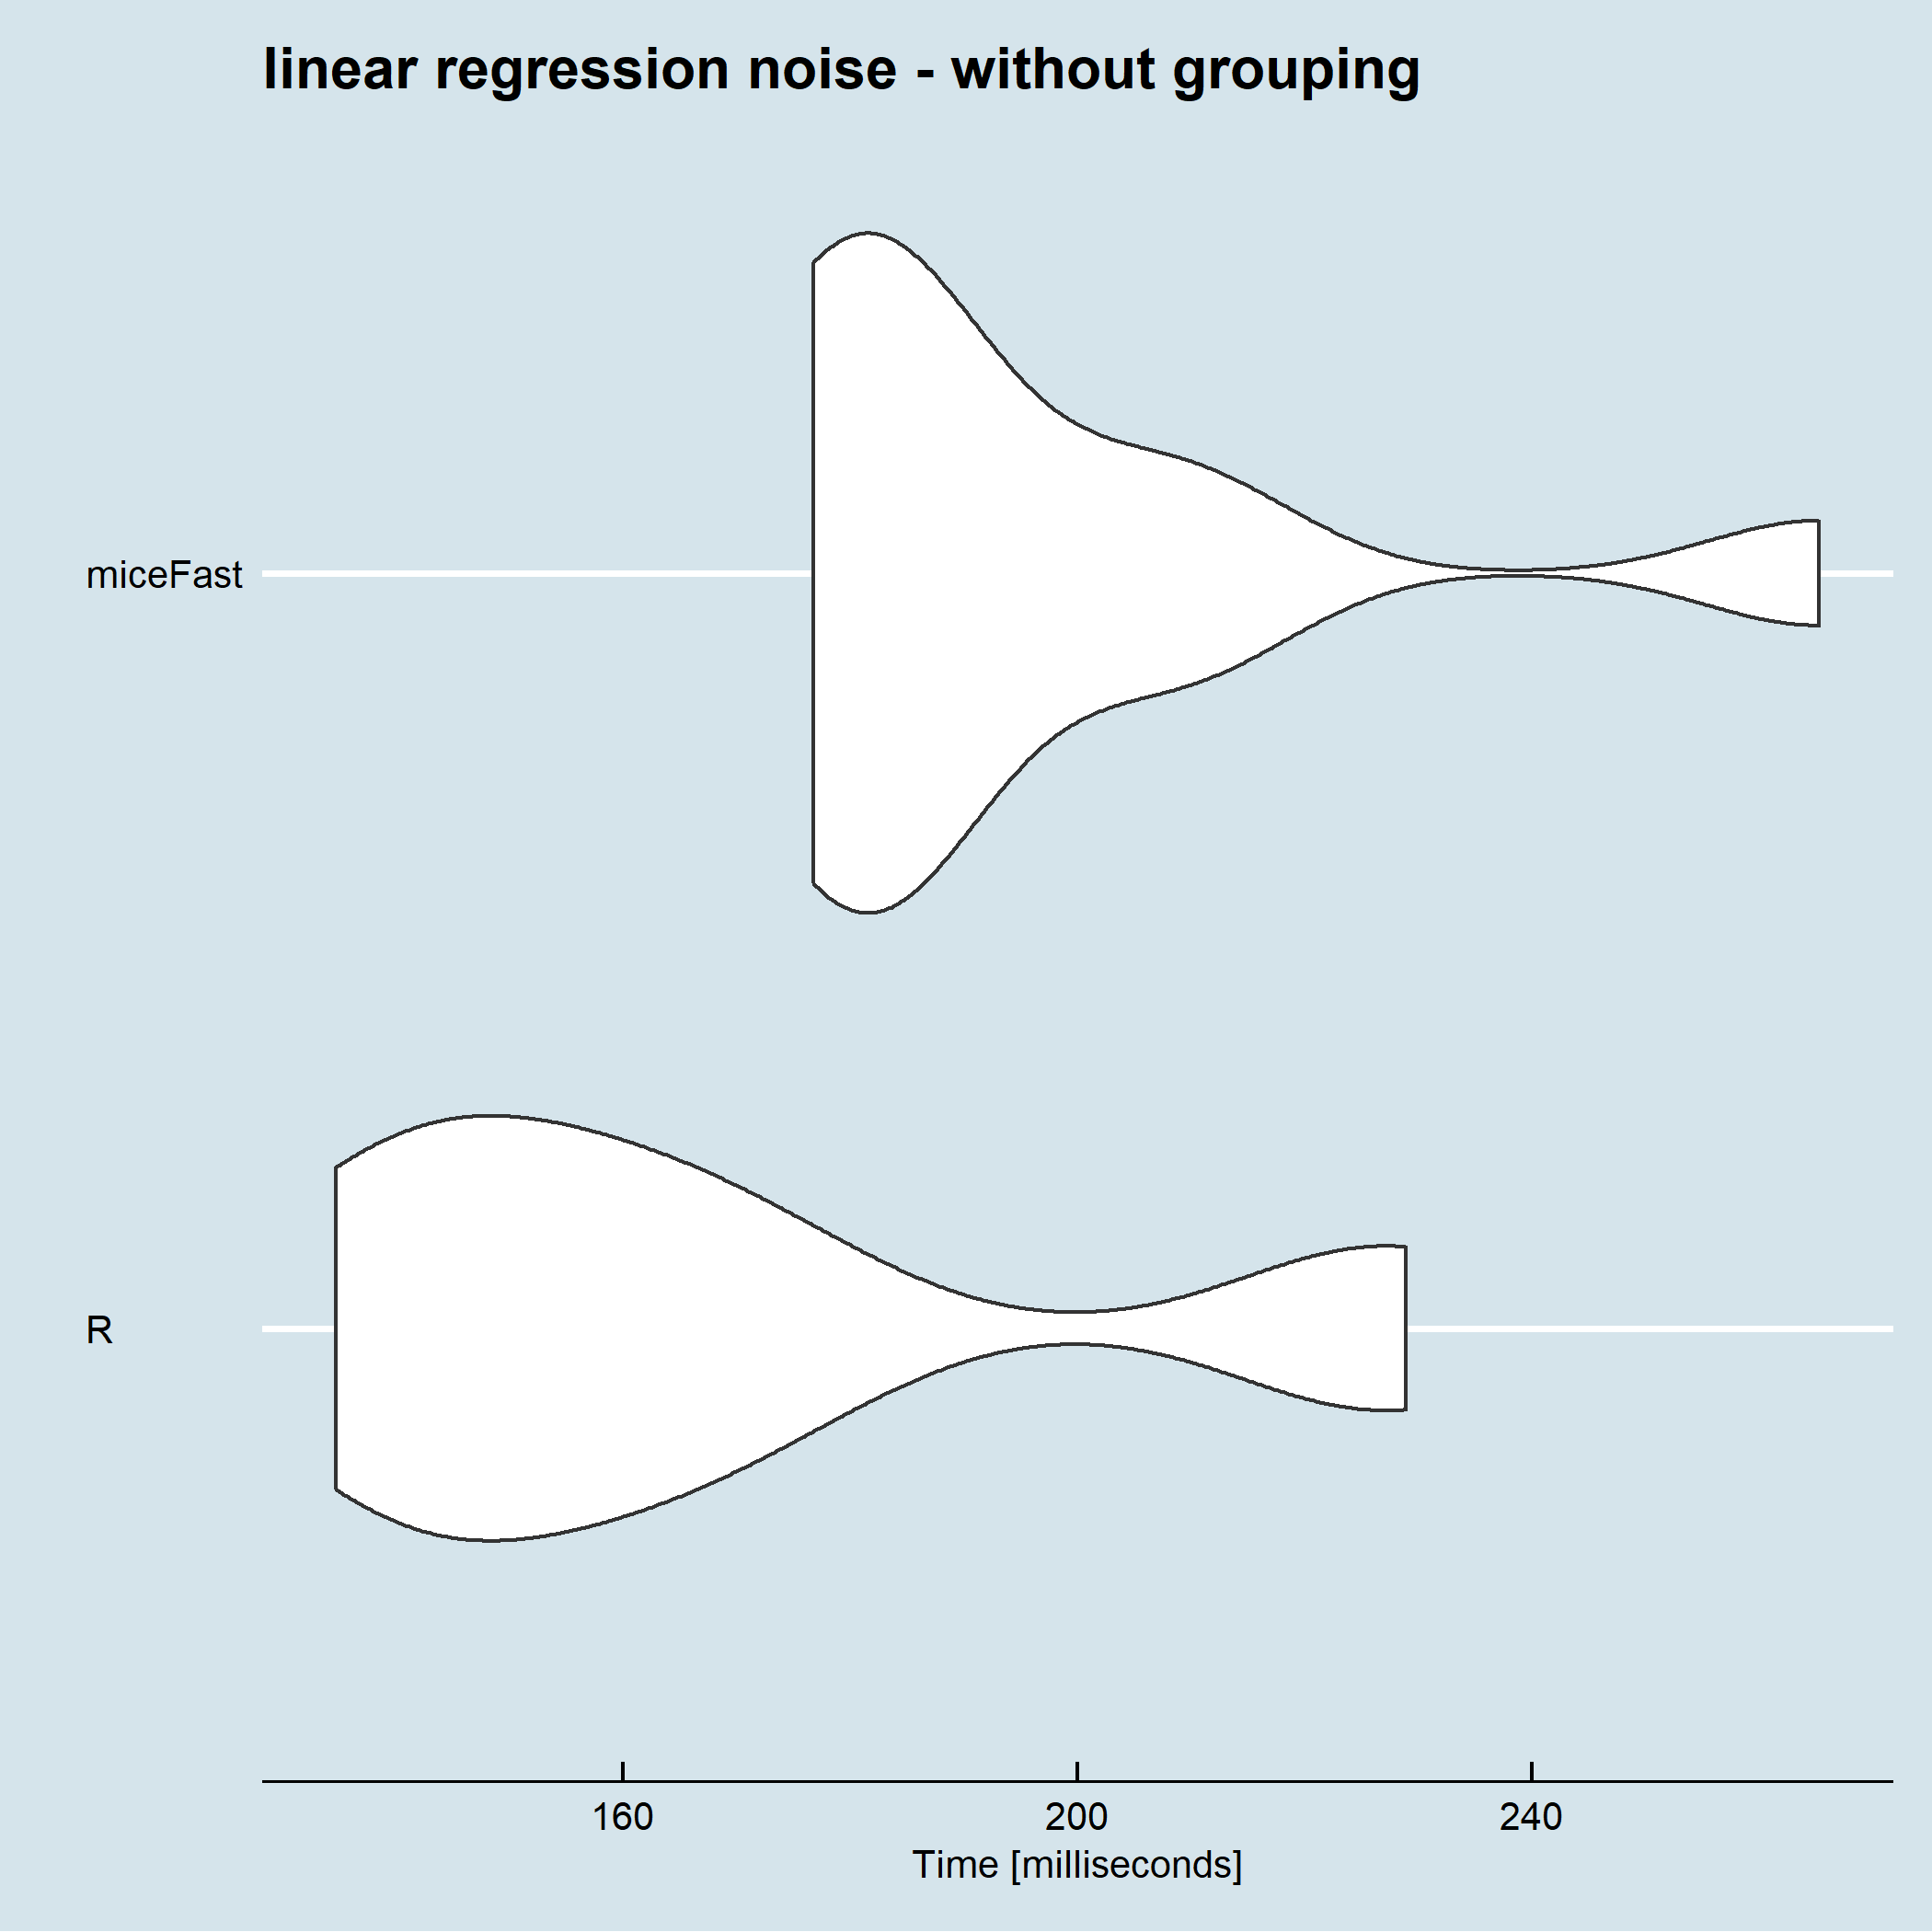 linear regression noise - without grouping
miceFast
R
160 200 240
Time [milliseconds]